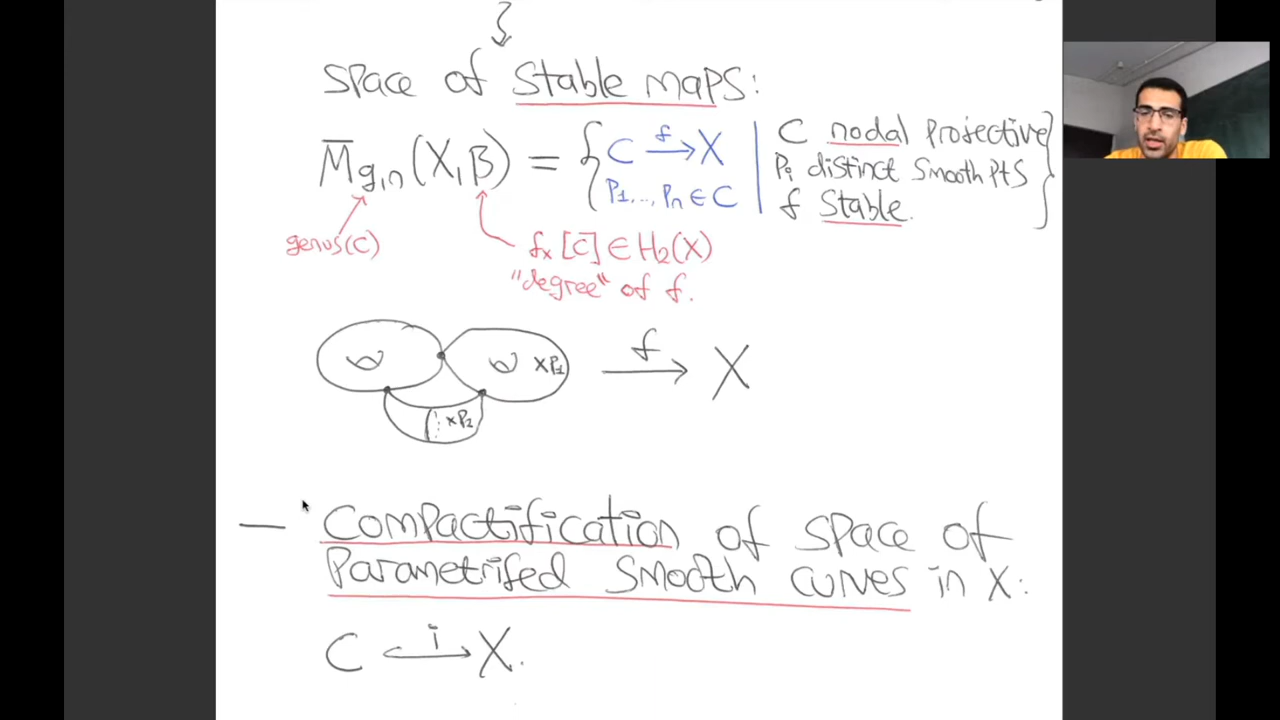 Space of Stable maps:
M̅g,n(X,β) = { C →f X | C nodal projective
P1,..,Pn ∈ C | Pi distinct smooth pts
f stable. }
genus(C)
f* [C] ∈ H2(X)
"degree" of f.
xP1
xP2
f
X
— Compactification of space of
Parametrifed smooth curves in X:
C i X.